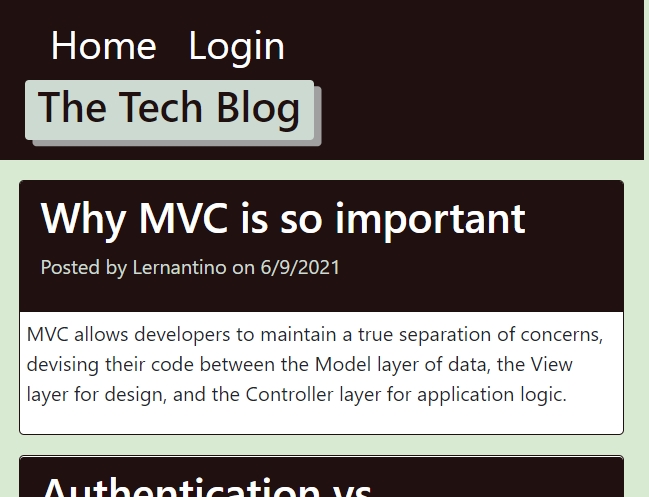 Home Login
The Tech Blog
Why MVC is so important
Posted by Lernantino on 6/9/2021
MVC allows developers to maintain a true separation of concerns,
devising their code between the Model layer of data, the View
layer for design, and the Controller layer for application logic.
Authentication vs